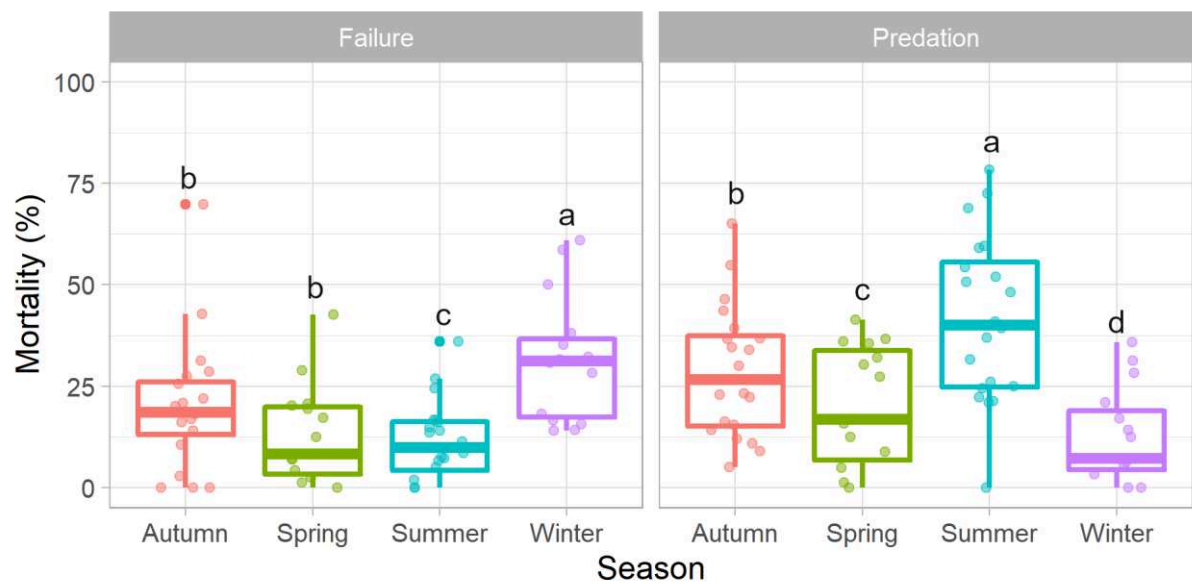 Failure Predation
100
75
50
25
0
Mortality (%)
b b c a
b c a d
Autumn Spring Summer Winter Autumn Spring Summer Winter
Season